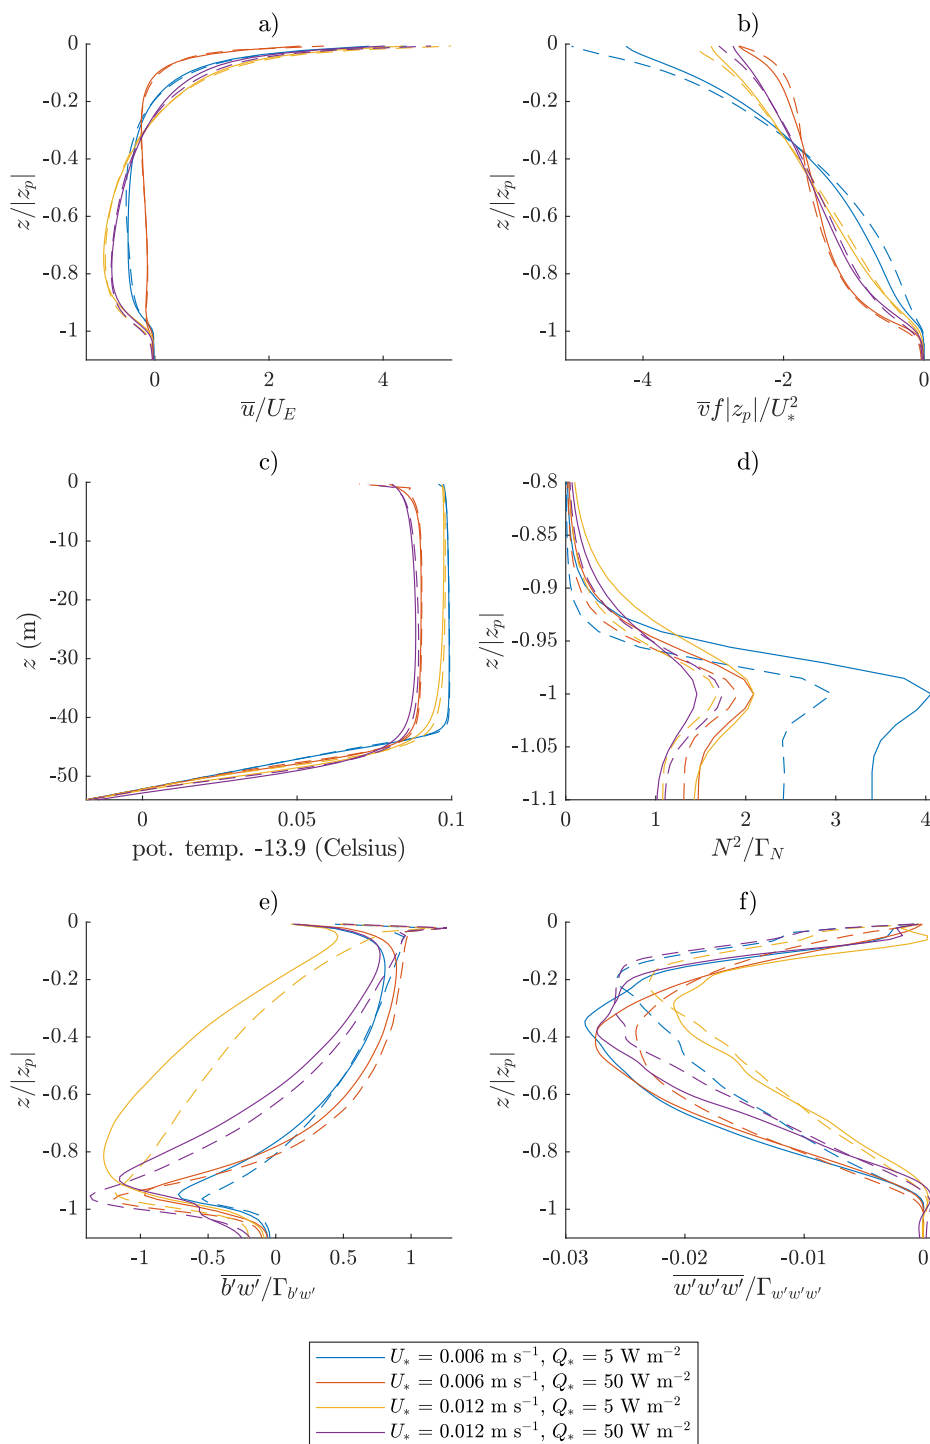 a)
b)
0
-0.2
-0.4
-0.6
-0.8
-1
z/|z_p|
0
2
4
u̅/U_E
0
-0.2
-0.4
-0.6
-0.8
-1
z/|z_p|
-4
-2
0
v̅f|z_p|/U_*^2
c)
d)
0
-10
-20
-30
-40
-50
z (m)
0
0.05
0.1
pot. temp. -13.9 (Celsius)
-0.8
-0.85
-0.9
-0.95
-1
-1.05
-1.1
z/|z_p|
0
1
2
3
4
N^2/Γ_N
e)
f)
0
-0.2
-0.4
-0.6
-0.8
-1
z/|z_p|
-1
-0.5
0
0.5
1
\overline{b'w'}/Γ_{b'w'}
0
-0.2
-0.4
-0.6
-0.8
-1
z/|z_p|
-0.03
-0.02
-0.01
0
\overline{w'w'w'}/Γ_{w'w'w'}
U_* = 0.006 m s⁻¹, Q_* = 5 W m⁻²
U_* = 0.006 m s⁻¹, Q_* = 50 W m⁻²
U_* = 0.012 m s⁻¹, Q_* = 5 W m⁻²
U_* = 0.012 m s⁻¹, Q_* = 50 W m⁻²